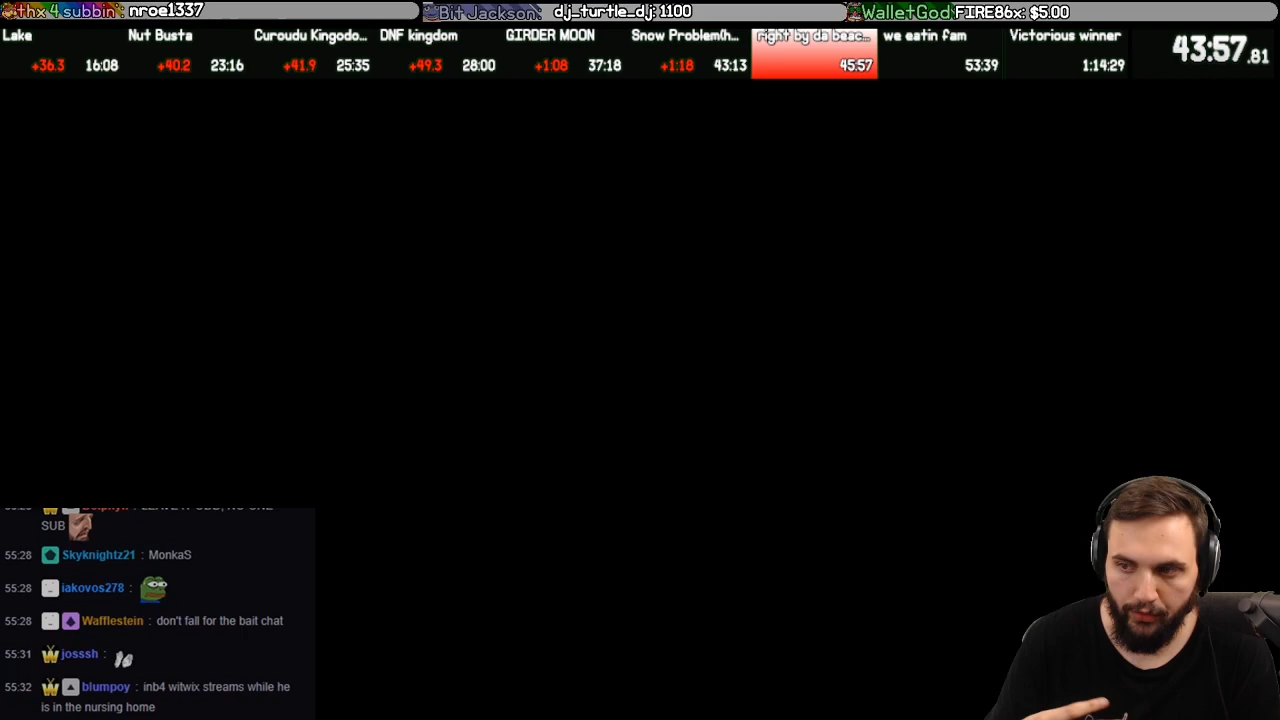 thx 4 subbin: nroe1337 Bit Jackson: dj_turtle_dj: 1100 WalletGod FIRE86x: $5.00
Lake Nut Busta Curoudu Kingodo... DNF kingdom GIRDER MOON Snow Problem(h... right by da beac... we eatin fam Victorious winner 43:57.81
+36.3 16:08 +40.2 23:16 +41.9 25:35 +49.3 28:00 +1:08 37:18 +1:18 43:13 45:57 53:39 1:14:29
SUB
55:28 Skyknightz21 : MonkaS
55:28 iakovos278 :
55:28 Wafflestein : don't fall for the bait chat
55:31 josssh :
55:32 blumpoy : inb4 witwix streams while he
is in the nursing home